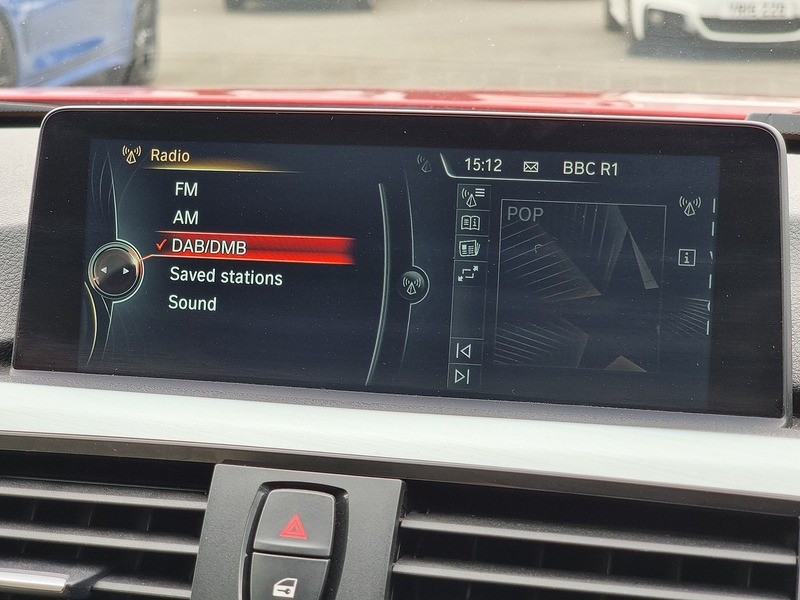 Radio
15:12
BBC R1
FM
AM
DAB/DMB
Saved stations
Sound
POP